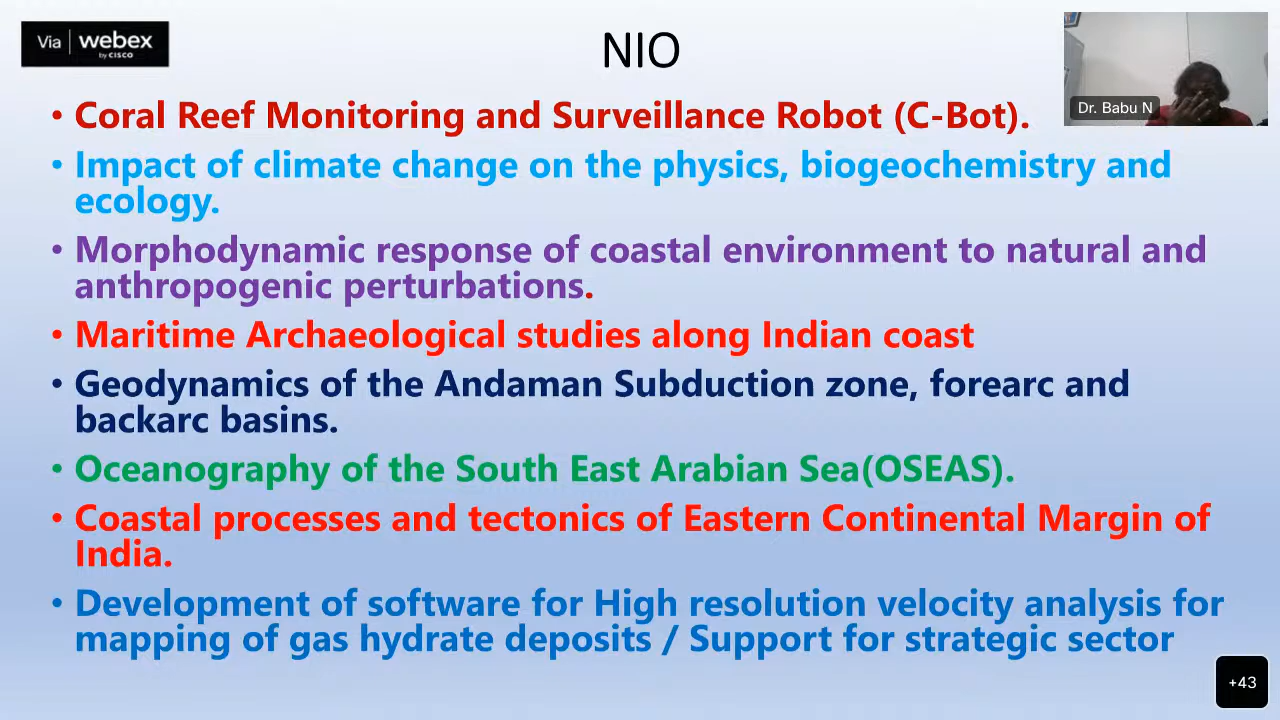 Via webex
by CISCO
NIO
Dr. Babu N
• Coral Reef Monitoring and Surveillance Robot (C-Bot).
• Impact of climate change on the physics, biogeochemistry and
ecology.
• Morphodynamic response of coastal environment to natural and
anthropogenic perturbations.
• Maritime Archaeological studies along Indian coast
• Geodynamics of the Andaman Subduction zone, forearc and
backarc basins.
• Oceanography of the South East Arabian Sea(OSEAS).
• Coastal processes and tectonics of Eastern Continental Margin of
India.
• Development of software for High resolution velocity analysis for
mapping of gas hydrate deposits / Support for strategic sector
+43